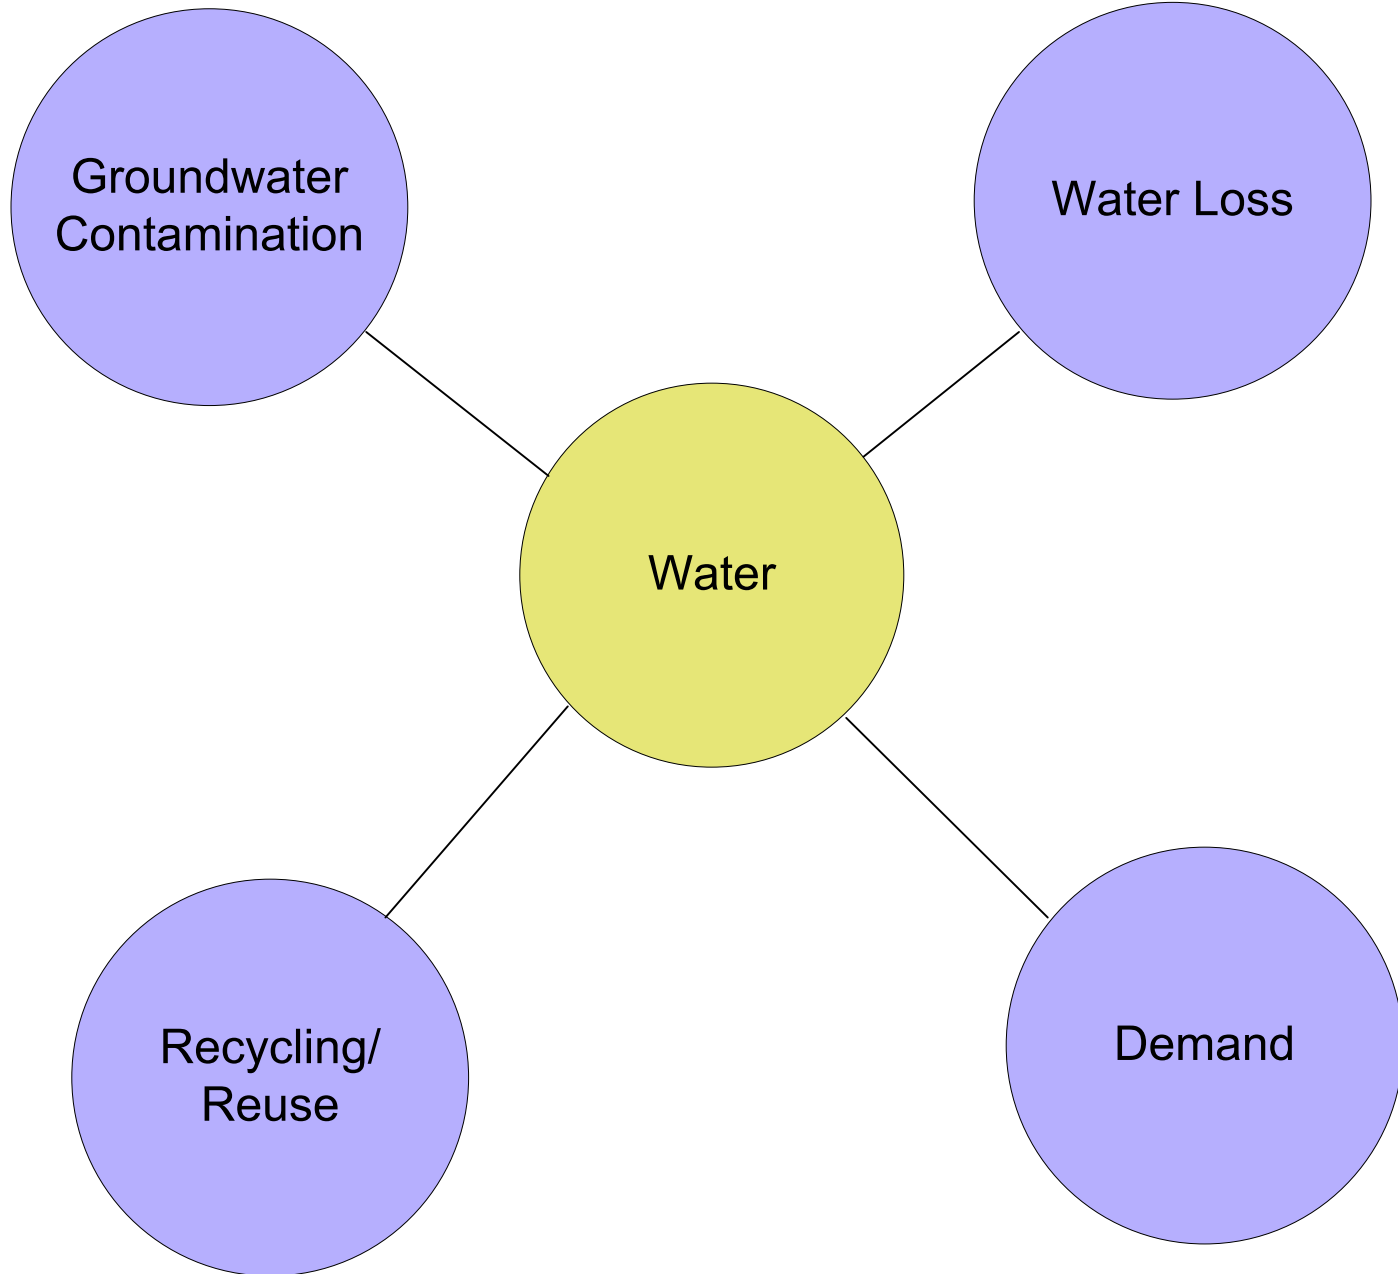 Groundwater
Contamination
Water Loss
Water
Recycling/
Reuse
Demand